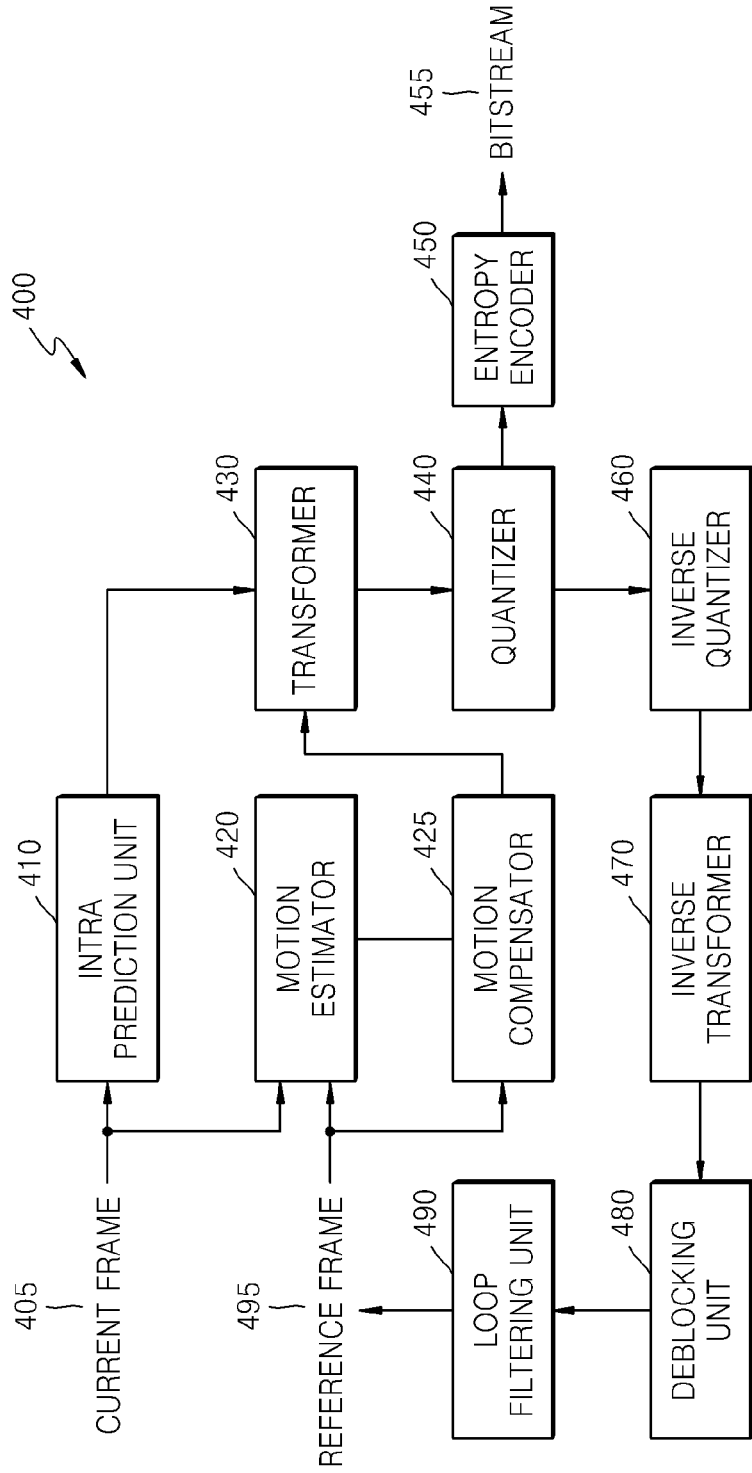 400
405
CURRENT FRAME
410
INTRA
PREDICTION UNIT
495
REFERENCE FRAME
420
MOTION
ESTIMATOR
430
TRANSFORMER
490
LOOP
FILTERING UNIT
425
MOTION
COMPENSATOR
440
QUANTIZER
450
ENTROPY
ENCODER
455
BITSTREAM
480
DEBLOCKING
UNIT
470
INVERSE
TRANSFORMER
460
INVERSE
QUANTIZER